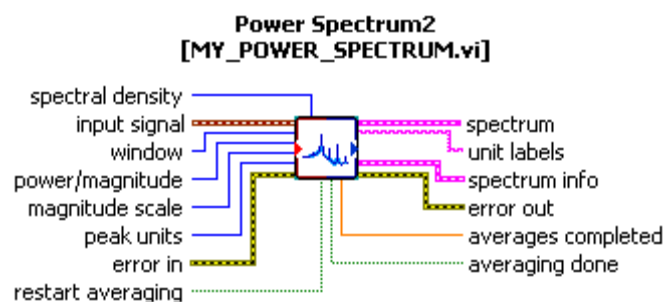 Power Spectrum2
[MY_POWER_SPECTRUM.vi]
spectral density
input signal
window
power/magnitude
magnitude scale
peak units
error in
restart averaging
spectrum
unit labels
spectrum info
error out
averages completed
averaging done